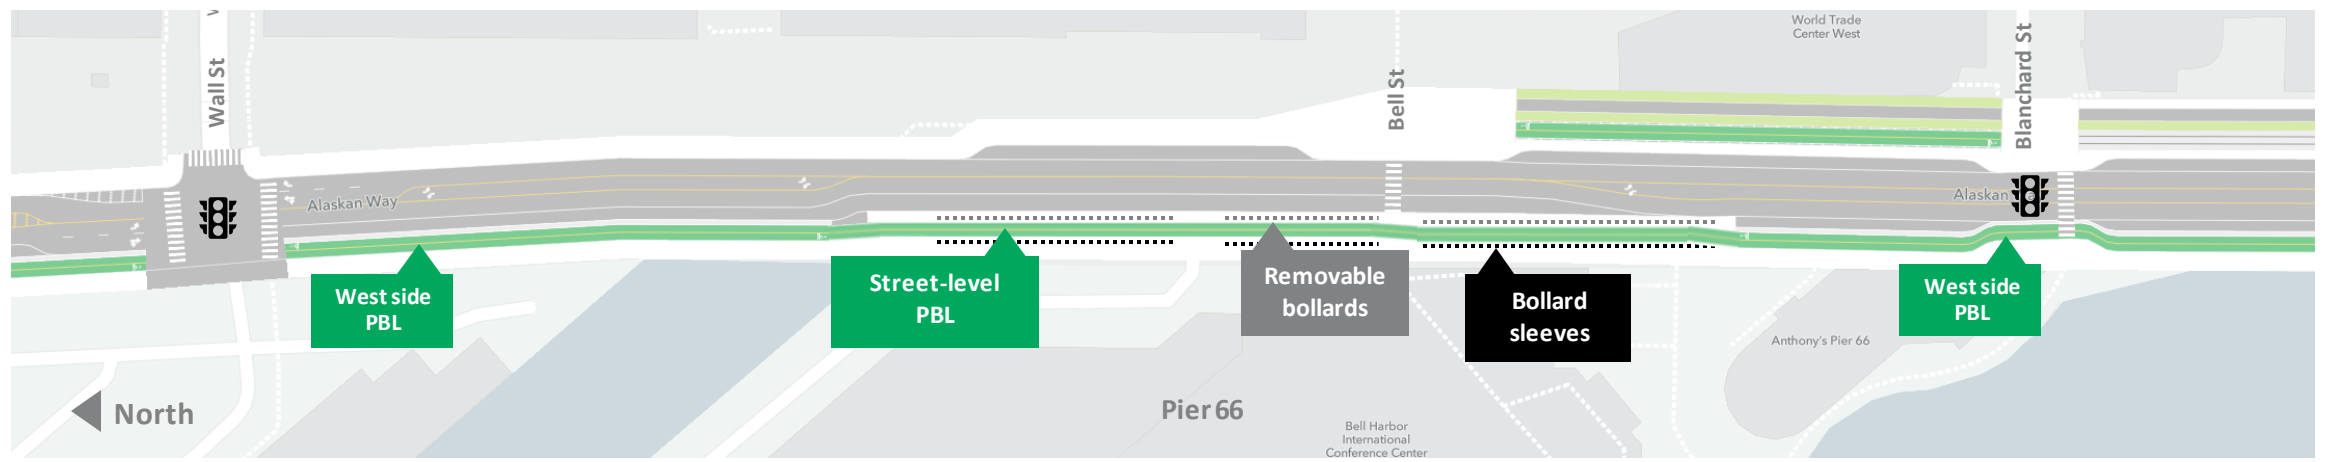 World Trade
Center West
Wall St
Bell St
Blanchard St
Alaskan Way
Alaskan
West side
PBL
Street-level
PBL
Removable
bollards
Bollard
sleeves
West side
PBL
Anthony's Pier 66
North
Pier 66
Bell Harbor
International
Conference Center